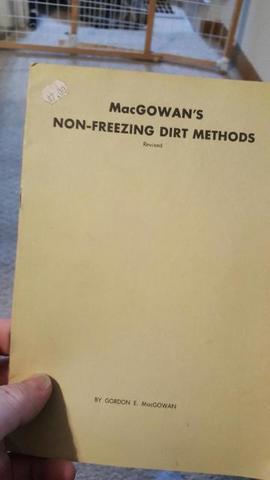 MacGOWAN'S
NON-FREEZING DIRT METHODS
Revised
BY GORDON E. MacGOWAN